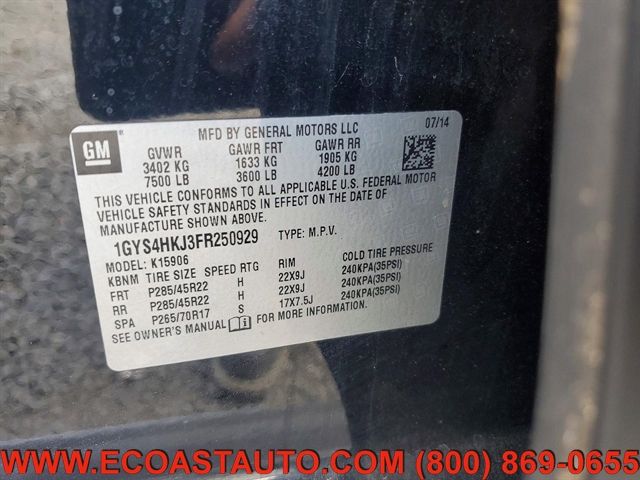 MFD BY GENERAL MOTORS LLC 07/14
GM
GVWR GAWR FRT GAWR RR
3402 KG 1633 KG 1905 KG
7500 LB 3600 LB 4200 LB
THIS VEHICLE CONFORMS TO ALL APPLICABLE U.S. FEDERAL MOTOR
VEHICLE SAFETY STANDARDS IN EFFECT ON THE DATE OF
MANUFACTURE SHOWN ABOVE.
1GYS4HKJ3FR250929 TYPE: M.P.V.
MODEL: K15906
KBNM TIRE SIZE SPEED RTG RIM COLD TIRE PRESSURE
FRT P285/45R22 H 22X9J 240KPA(35PSI)
RR P285/45R22 H 22X9J 240KPA(35PSI)
SPA P265/70R17 S 17X7.5J 240KPA(35PSI)
SEE OWNER'S MANUAL FOR MORE INFORMATION.
WWW.ECOASTAUTO.COM (800) 869-0655